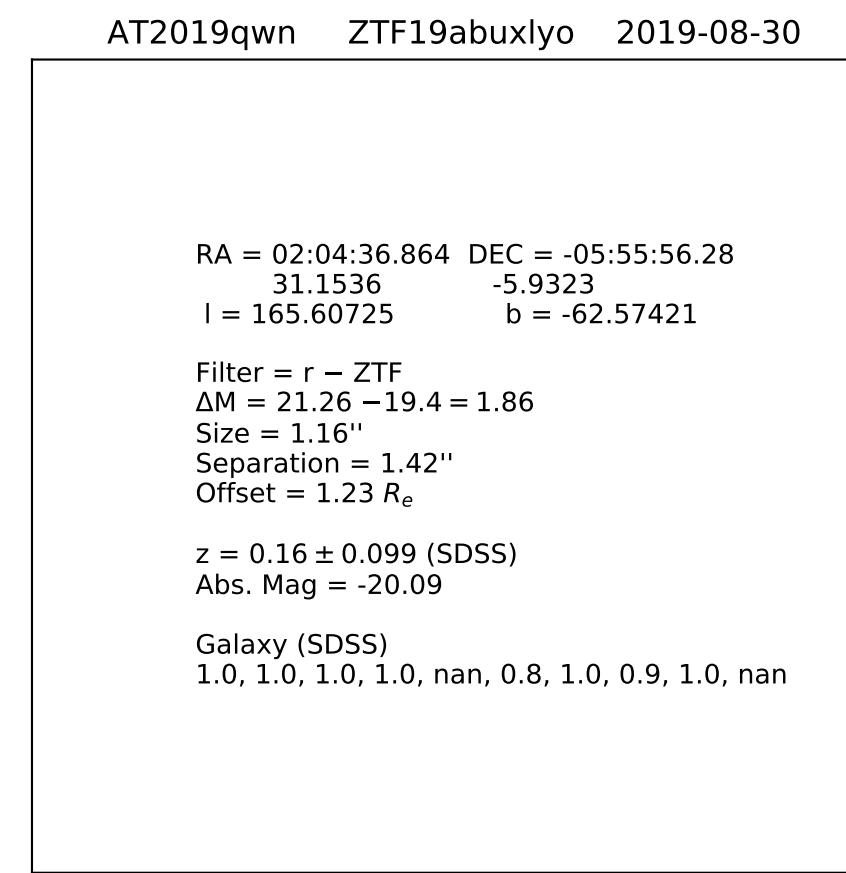 AT2019qwn ZTF19abuxlyo 2019-08-30
RA = 02:04:36.864 DEC = -05:55:56.28
31.1536 -5.9323
l = 165.60725 b = -62.57421
Filter = r − ZTF
ΔM = 21.26 −19.4 = 1.86
Size = 1.16''
Separation = 1.42''
Offset = 1.23 Rₑ
z = 0.16 ± 0.099 (SDSS)
Abs. Mag = -20.09
Galaxy (SDSS)
1.0, 1.0, 1.0, 1.0, nan, 0.8, 1.0, 0.9, 1.0, nan